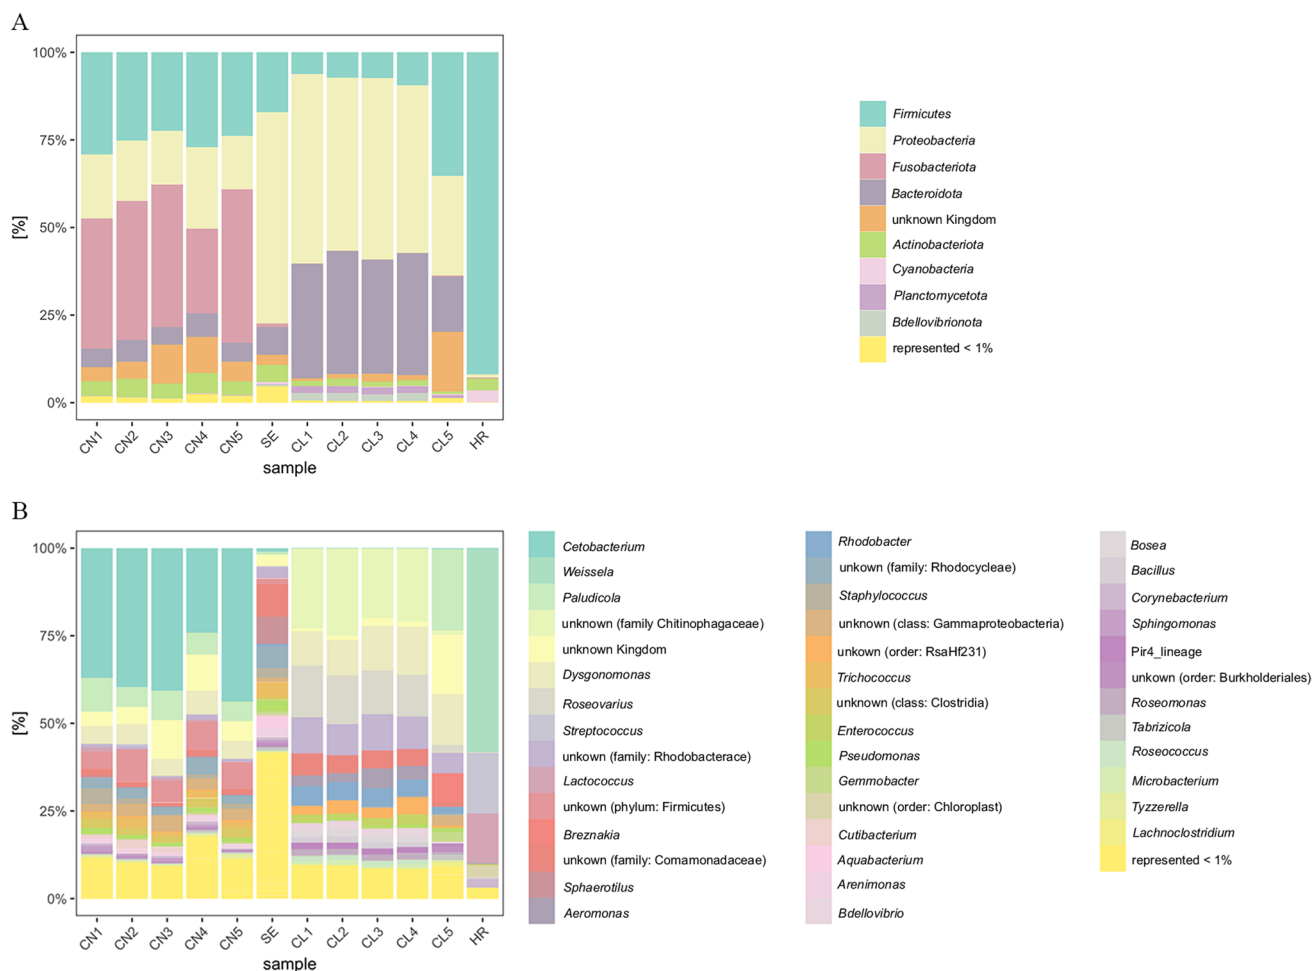 A
100%
75%
50%
25%
0%
[%]
CN1 CN2 CN3 CN4 CN5 SE CL1 CL2 CL3 CL4 CL5 HR
sample
Firmicutes
Proteobacteria
Fusobacteriota
Bacteroidota
unknown Kingdom
Actinobacteriota
Cyanobacteria
Planctomycetota
Bdellovibrionota
represented < 1%
B
100%
75%
50%
25%
0%
[%]
CN1 CN2 CN3 CN4 CN5 SE CL1 CL2 CL3 CL4 CL5 HR
sample
Cetobacterium
Weissela
Paludicola
unknown (family Chitinophagaceae)
unknown Kingdom
Dysgonomonas
Roseovarius
Streptococcus
unkown (family: Rhodobacterace)
Lactococcus
unkown (phylum: Firmicutes)
Breznakia
unkown (family: Comamonadaceae)
Sphaerotilus
Aeromonas
Rhodobacter
unkown (family: Rhodocycleae)
Staphylococcus
unknown (class: Gammaproteobacteria)
unkown (order: RsaHf231)
Trichococcus
unknown (class: Clostridia)
Enterococcus
Pseudomonas
Gemmobacter
unknown (order: Chloroplast)
Cutibacterium
Aquabacterium
Arenimonas
Bdellovibrio
Bosea
Bacillus
Corynebacterium
Sphingomonas
Pir4_lineage
unkown (order: Burkholderiales)
Roseomonas
Tabrizicola
Roseococcus
Microbacterium
Tyzzerella
Lachnoclostridium
represented < 1%